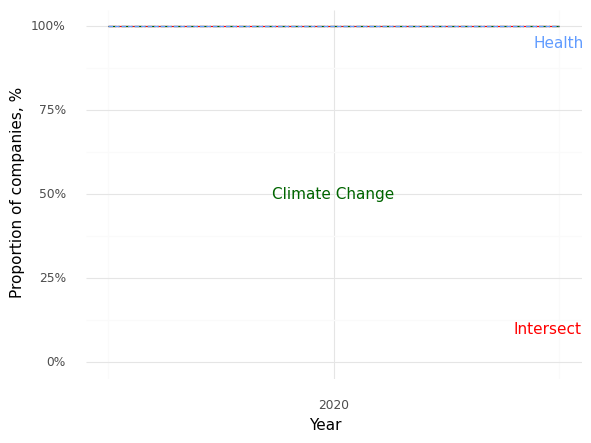 100%
Health
75%
Climate Change
50%
25%
Intersect
0%
2020
Year
Proportion of companies, %